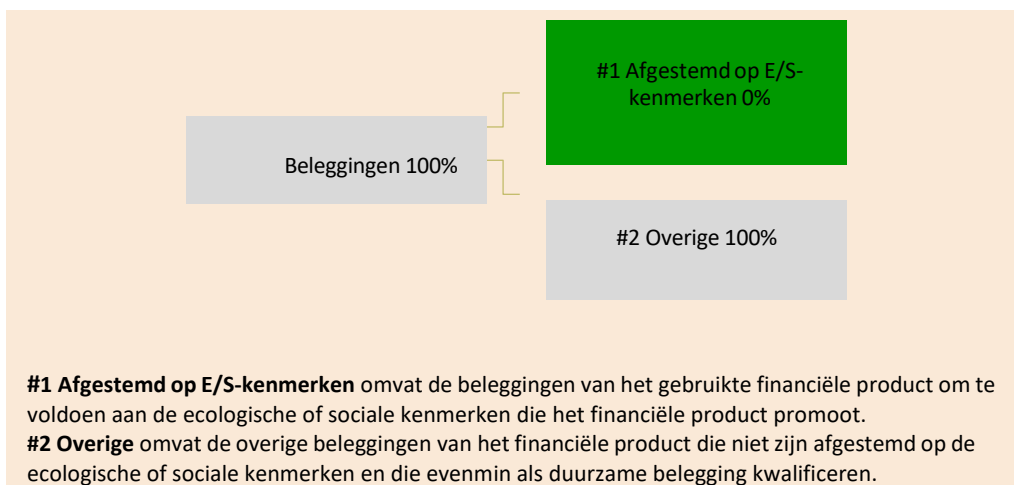 #1 Afgestemd op E/S-
kenmerken 0%
Beleggingen 100%
#2 Overige 100%
#1 Afgestemd op E/S-kenmerken omvat de beleggingen van het gebruikte financiële product om te
voldoen aan de ecologische of sociale kenmerken die het financiële product promoot.
#2 Overige omvat de overige beleggingen van het financiële product die niet zijn afgestemd op de
ecologische of sociale kenmerken en die evenmin als duurzame belegging kwalificeren.